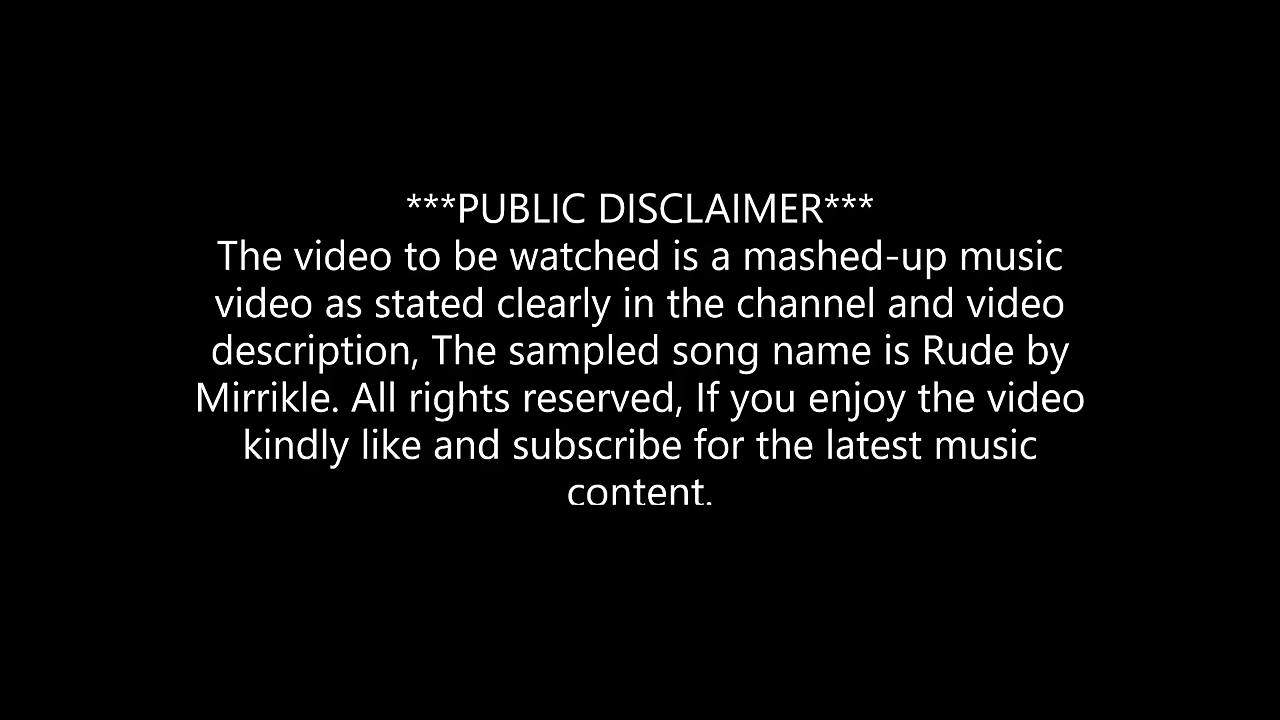 ***PUBLIC DISCLAIMER***
The video to be watched is a mashed-up music
video as stated clearly in the channel and video
description, The sampled song name is Rude by
Mirrikle. All rights reserved, If you enjoy the video
kindly like and subscribe for the latest music
content.